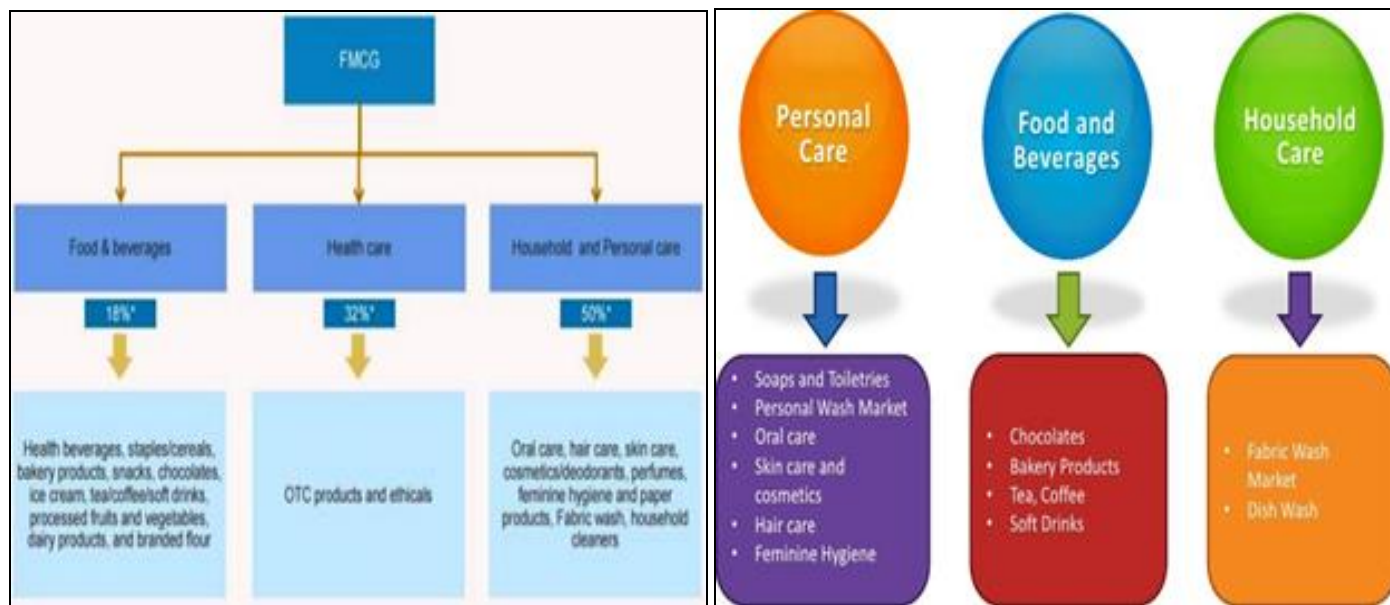 FMCG
Food & beverages
Health care
Household and Personal care
18%*
32%*
50%*
Health beverages, staples/cereals,
bakery products, snacks, chocolates,
ice cream, tea/coffee/soft drinks,
processed fruits and vegetables,
dairy products, and branded flour
OTC products and ethicals
Oral care, hair care, skin care,
cosmetics/deodorants, perfumes,
feminine hygiene and paper
products, Fabric wash, household
cleaners
Personal
Care
Food and
Beverages
Household
Care
• Soaps and Toiletries
• Personal Wash Market
• Oral care
• Skin care and
cosmetics
• Hair care
• Feminine Hygiene
• Chocolates
• Bakery Products
• Tea, Coffee
• Soft Drinks
• Fabric Wash
Market
• Dish Wash